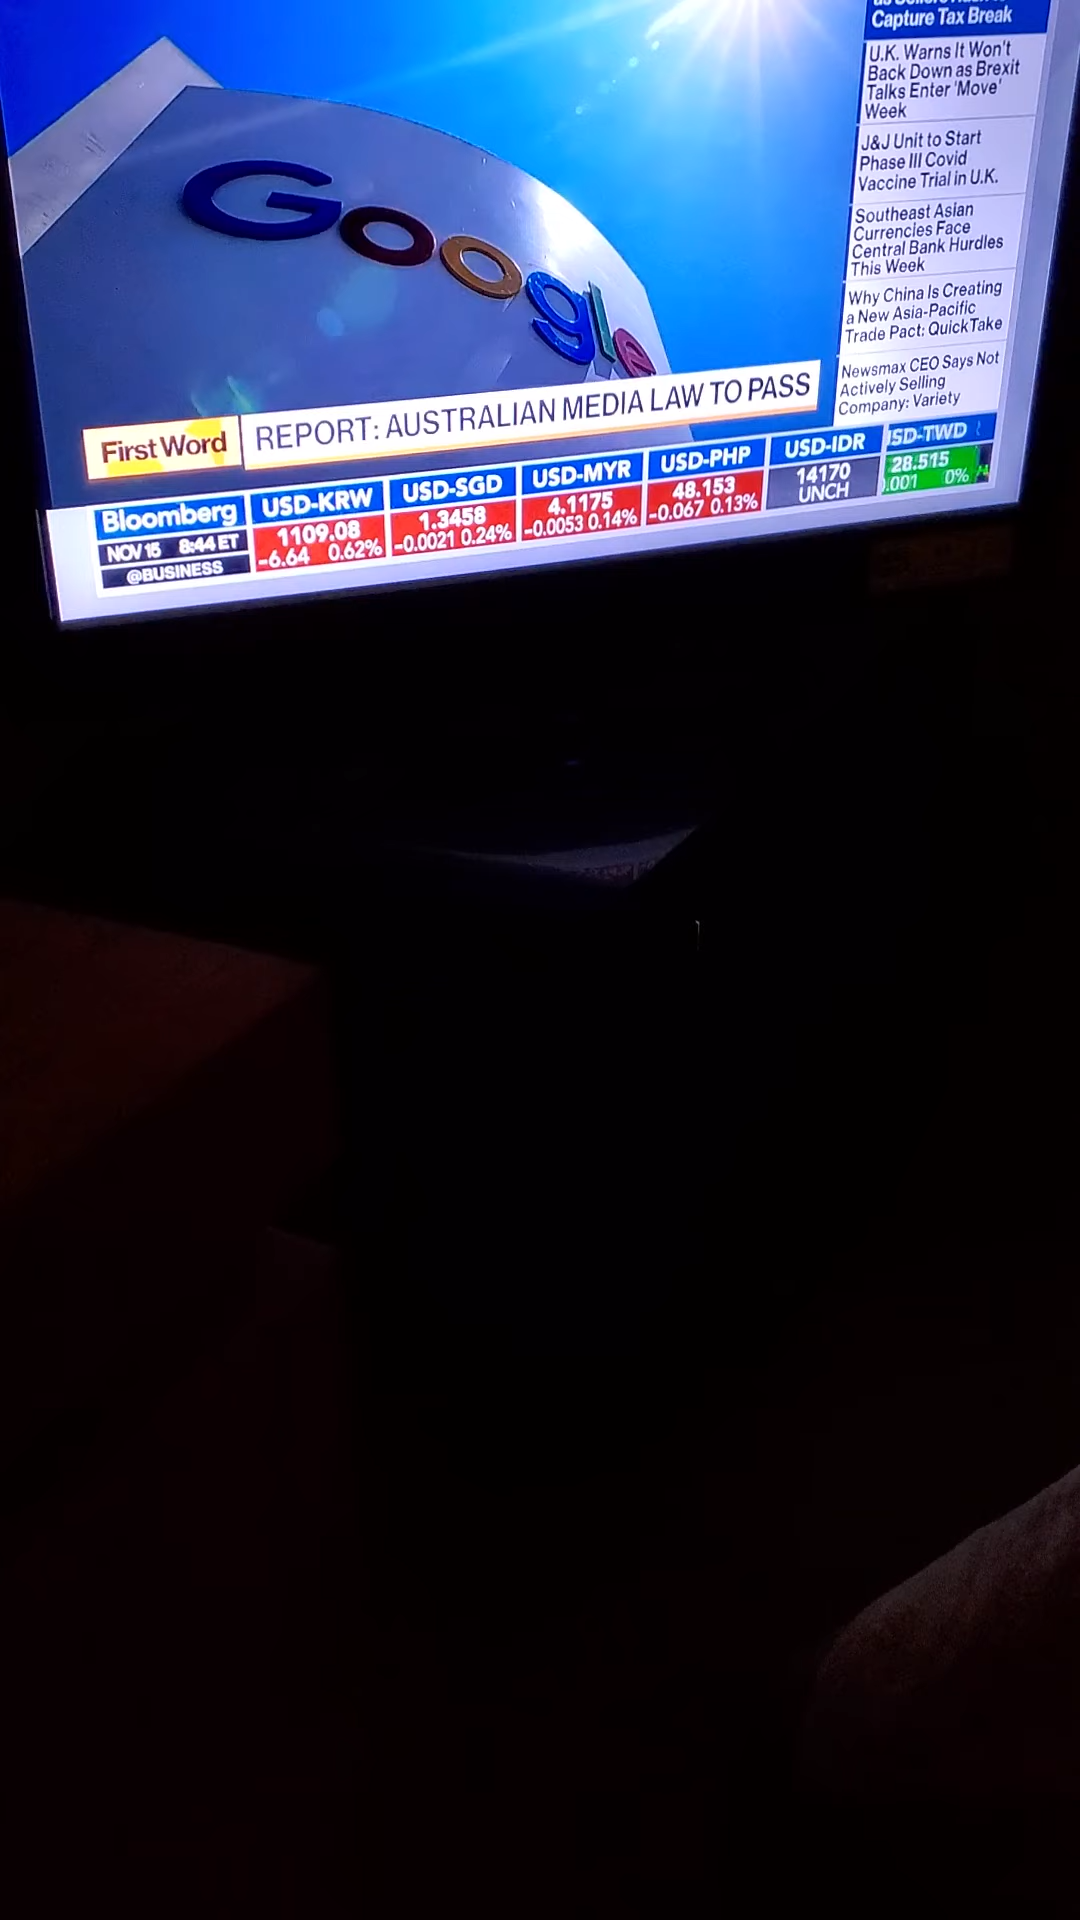 Google
Capture Tax Break
U.K. Warns It Won't
Back Down as Brexit
Talks Enter 'Move'
Week
J&J Unit to Start
Phase III Covid
Vaccine Trial in U.K.
Southeast Asian
Currencies Face
Central Bank Hurdles
This Week
Why China Is Creating
a New Asia-Pacific
Trade Pact: QuickTake
Newsmax CEO Says Not
Actively Selling
Company: Variety
First Word
REPORT: AUSTRALIAN MEDIA LAW TO PASS
Bloomberg
NOV 15 8:44 ET
@BUSINESS
USD-KRW
1109.08
-6.64 0.62%
USD-SGD
1.3458
-0.0021 0.24%
USD-MYR
4.1175
-0.0053 0.14%
USD-PHP
48.153
-0.067 0.13%
USD-IDR
14170
UNCH
SD-TWD
28.515
.001 0%